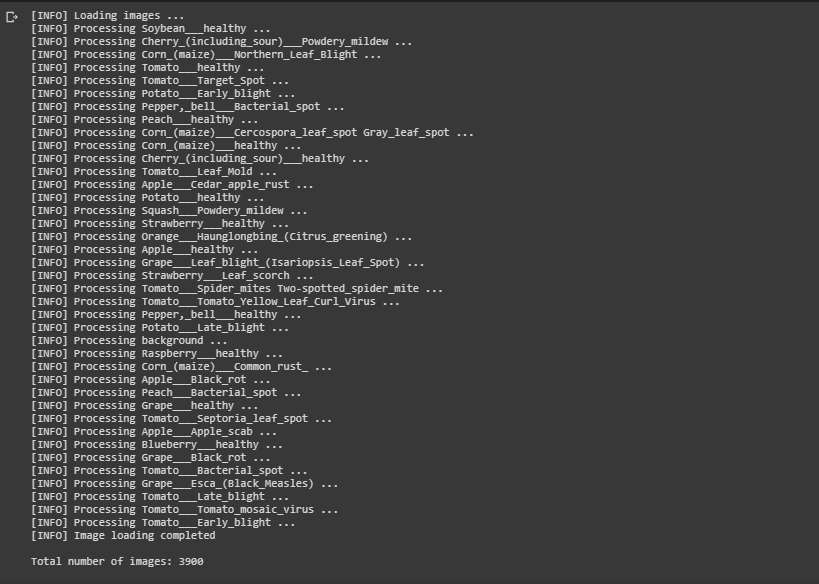 [INFO] Loading images ...
[INFO] Processing Soybean___healthy ...
[INFO] Processing Cherry_(including_sour)___Powdery_mildew ...
[INFO] Processing Corn_(maize)___Northern_Leaf_Blight ...
[INFO] Processing Tomato___healthy ...
[INFO] Processing Tomato___Target_Spot ...
[INFO] Processing Potato___Early_blight ...
[INFO] Processing Pepper,_bell___Bacterial_spot ...
[INFO] Processing Peach___healthy ...
[INFO] Processing Corn_(maize)___Cercospora_leaf_spot Gray_leaf_spot ...
[INFO] Processing Corn_(maize)___healthy ...
[INFO] Processing Cherry_(including_sour)___healthy ...
[INFO] Processing Tomato___Leaf_Mold ...
[INFO] Processing Apple___Cedar_apple_rust ...
[INFO] Processing Potato___healthy ...
[INFO] Processing Squash___Powdery_mildew ...
[INFO] Processing Strawberry___healthy ...
[INFO] Processing Orange___Haunglongbing_(Citrus_greening) ...
[INFO] Processing Apple___healthy ...
[INFO] Processing Grape___Leaf_blight_(Isariopsis_Leaf_Spot) ...
[INFO] Processing Strawberry___Leaf_scorch ...
[INFO] Processing Tomato___Spider_mites Two-spotted_spider_mite ...
[INFO] Processing Tomato___Tomato_Yellow_Leaf_Curl_Virus ...
[INFO] Processing Pepper,_bell___healthy ...
[INFO] Processing Potato___Late_blight ...
[INFO] Processing background ...
[INFO] Processing Raspberry___healthy ...
[INFO] Processing Corn_(maize)___Common_rust_ ...
[INFO] Processing Apple___Black_rot ...
[INFO] Processing Peach___Bacterial_spot ...
[INFO] Processing Grape___healthy ...
[INFO] Processing Tomato___Septoria_leaf_spot ...
[INFO] Processing Apple___Apple_scab ...
[INFO] Processing Blueberry___healthy ...
[INFO] Processing Grape___Black_rot ...
[INFO] Processing Tomato___Bacterial_spot ...
[INFO] Processing Grape___Esca_(Black_Measles) ...
[INFO] Processing Tomato___Late_blight ...
[INFO] Processing Tomato___Tomato_mosaic_virus ...
[INFO] Processing Tomato___Early_blight ...
[INFO] Image loading completed
Total number of images: 3900